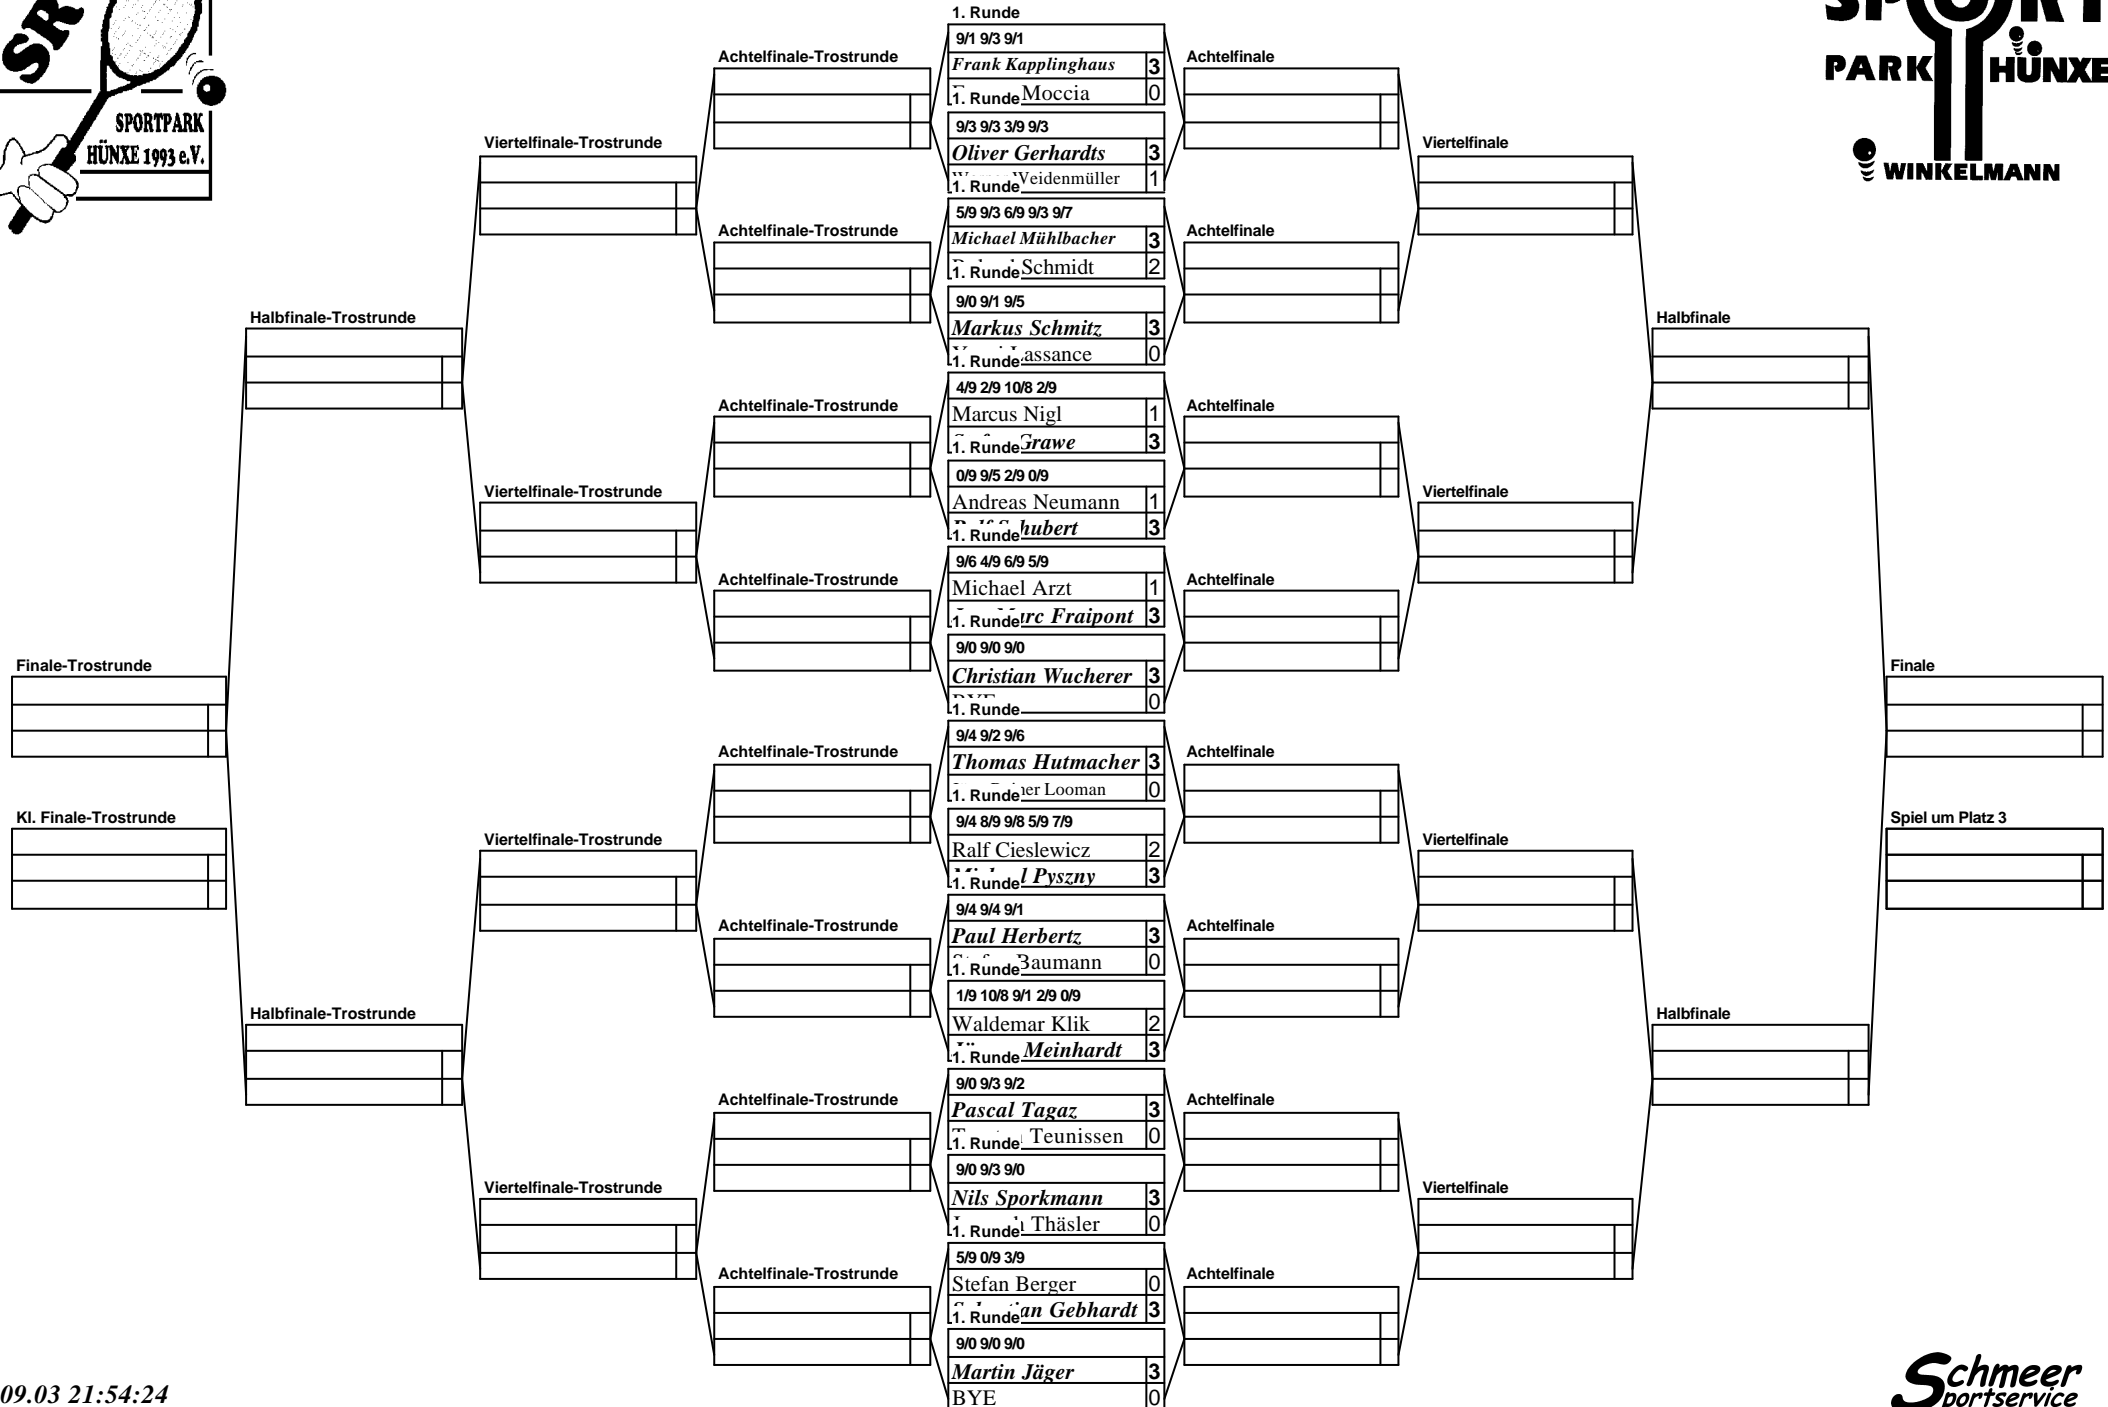 SR
SPORTPARK
HÜNXE 1993 e.V.
SPORT
PARK HÜNXE
WINKELMANN
1. Runde
9/1 9/3 9/1
Frank Kapplinghaus 3
Moccia 0
1. Runde
9/3 9/3 3/9 9/3
Oliver Gerhardts 3
Weidenmüller 1
1. Runde
5/9 9/3 6/9 9/3 9/7
Michael Mühlbacher 3
Schmidt 2
1. Runde
9/0 9/1 9/5
Markus Schmitz 3
Lassance 0
1. Runde
4/9 2/9 10/8 2/9
Marcus Nigl 1
Grawe 3
1. Runde
0/9 9/5 2/9 0/9
Andreas Neumann 1
Schubert 3
1. Runde
9/6 4/9 6/9 5/9
Michael Arzt 1
Fraipont 3
1. Runde
9/0 9/0 9/0
Christian Wucherer 3
BYE 0
1. Runde
9/4 9/2 9/6
Thomas Hutmacher 3
Looman 0
1. Runde
9/4 8/9 9/8 5/9 7/9
Ralf Cieslewicz 2
Pyszny 3
1. Runde
9/4 9/4 9/1
Paul Herbertz 3
Baumann 0
1. Runde
1/9 10/8 9/1 2/9 0/9
Waldemar Klik 2
Meinhardt 3
1. Runde
9/0 9/3 9/2
Pascal Tagaz 3
Teunissen 0
1. Runde
9/0 9/3 9/0
Nils Sporkmann 3
Thäsler 0
1. Runde
5/9 0/9 3/9
Stefan Berger 0
Gebhardt 3
1. Runde
9/0 9/0 9/0
Martin Jäger 3
BYE 0
Achtelfinale-Trostrunde
Achtelfinale-Trostrunde
Achtelfinale-Trostrunde
Achtelfinale-Trostrunde
Achtelfinale-Trostrunde
Achtelfinale-Trostrunde
Achtelfinale-Trostrunde
Achtelfinale-Trostrunde
Viertelfinale-Trostrunde
Viertelfinale-Trostrunde
Viertelfinale-Trostrunde
Viertelfinale-Trostrunde
Halbfinale-Trostrunde
Halbfinale-Trostrunde
Finale-Trostrunde
Kl. Finale-Trostrunde
Achtelfinale
Achtelfinale
Achtelfinale
Achtelfinale
Achtelfinale
Achtelfinale
Achtelfinale
Achtelfinale
Viertelfinale
Viertelfinale
Viertelfinale
Viertelfinale
Halbfinale
Halbfinale
Finale
Spiel um Platz 3
09.03 21:54:24
Schmeer
Sportservice